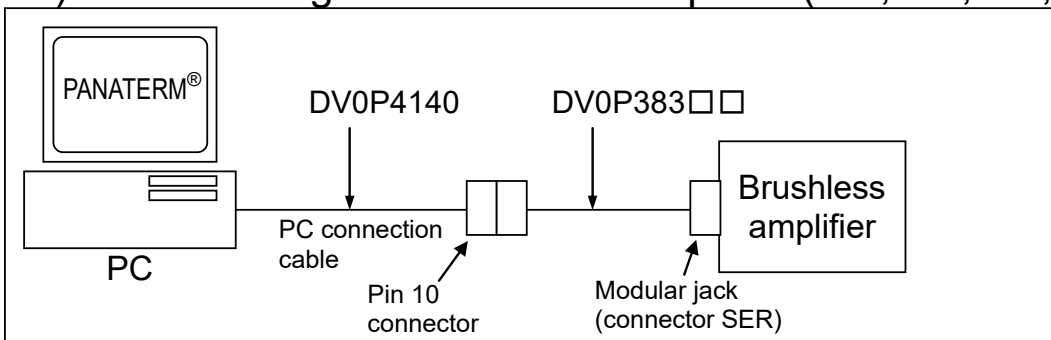 PANATERM®
DV0P4140
DV0P383□□
Brushless
amplifier
PC connection
cable
PC
Pin 10
connector
Modular jack
(connector SER)